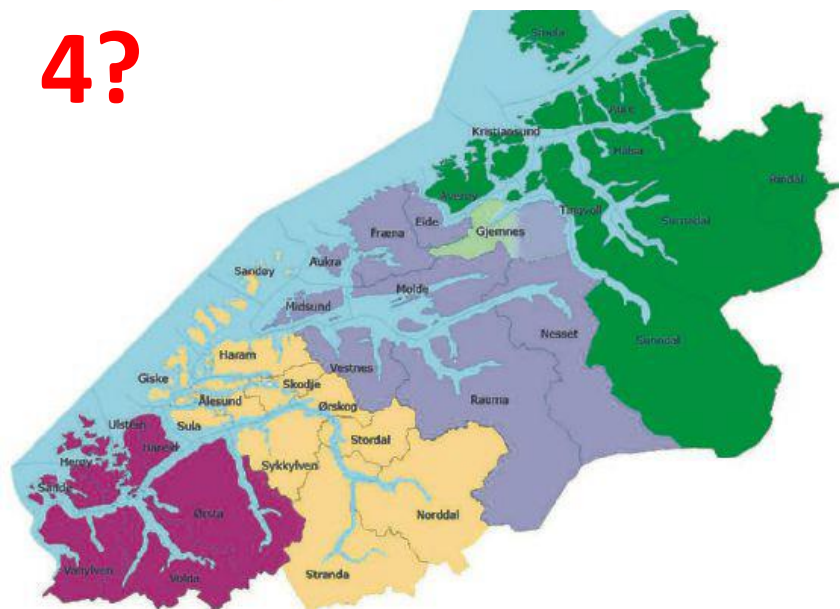 4?
Smøla
Aure
Kristiansund
Halsa
Rindal
Averøy
Tingvoll
Surnadal
Eide
Fræna
Gjemnes
Aukra
Sandøy
Molde
Midsund
Nesset
Sunndal
Haram
Vestnes
Giske
Skodje
Rauma
Ålesund
Ørskog
Ulstein
Sula
Stordal
Hareid
Herøy
Sykkylven
Sande
Ørsta
Norddal
Vanylven
Volda
Stranda